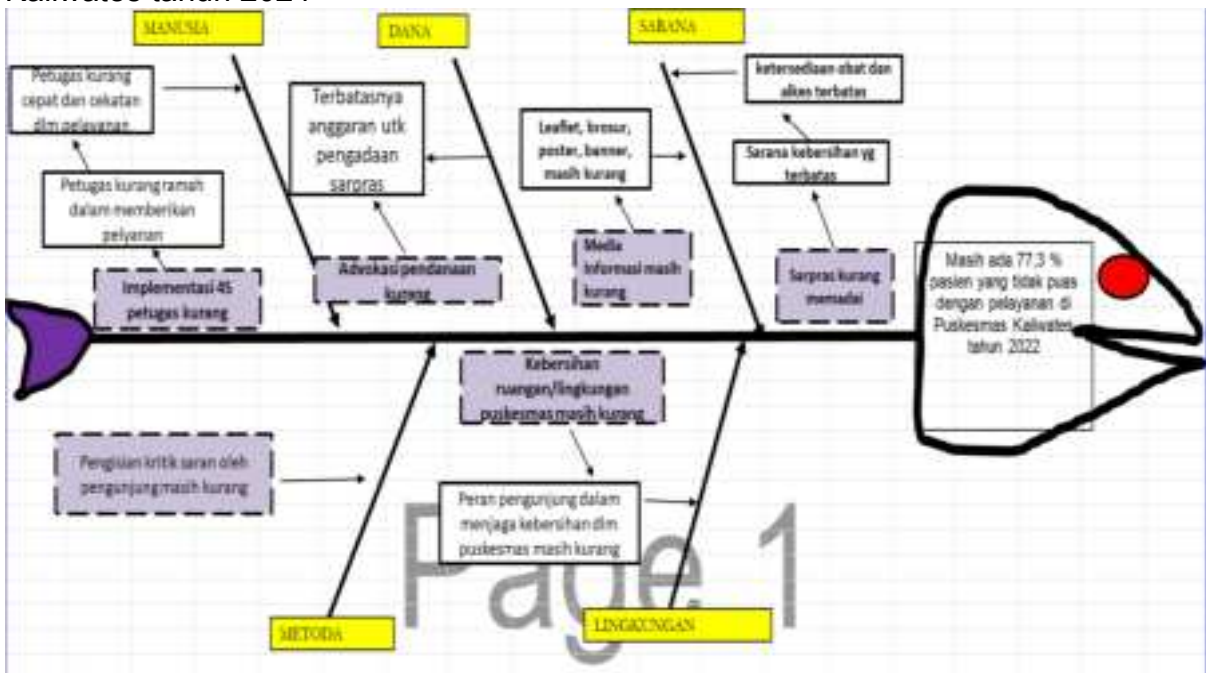 Kaliwates tahun 2024
MANUSIA
DANA
SARANA
Petugas kurang
cepat dan cekatan
dlm pelayanan
Petugas kurang ramah
dalam memberikan
pelyanan
Implementasi 4S
petugas kurang
Terbatasnya
anggaran utk
pengadaan
sarpras
Advokasi pendanaan
kurang
Leaflet, brosur,
poster, banner,
masih kurang
Media
Informasi masih
kurang
ketersediaan obat dan
alkes terbatas
Sarana kebersihan yg
terbatas
Sarpras kurang
memadai
Masih ada 77,3 %
pasien yang tidak puas
dengan pelayanan di
Puskesmas Kaliwates
tahun 2022
Kebersihan
ruangan/lingkungan
puskesmas masih kurang
Pengisian kritik saran oleh
pengunjung masih kurang
Peran pengunjung dalam
menjaga kebersihan dlm
puskesmas masih kurang
METODA
LINGKUNGAN
Page 1